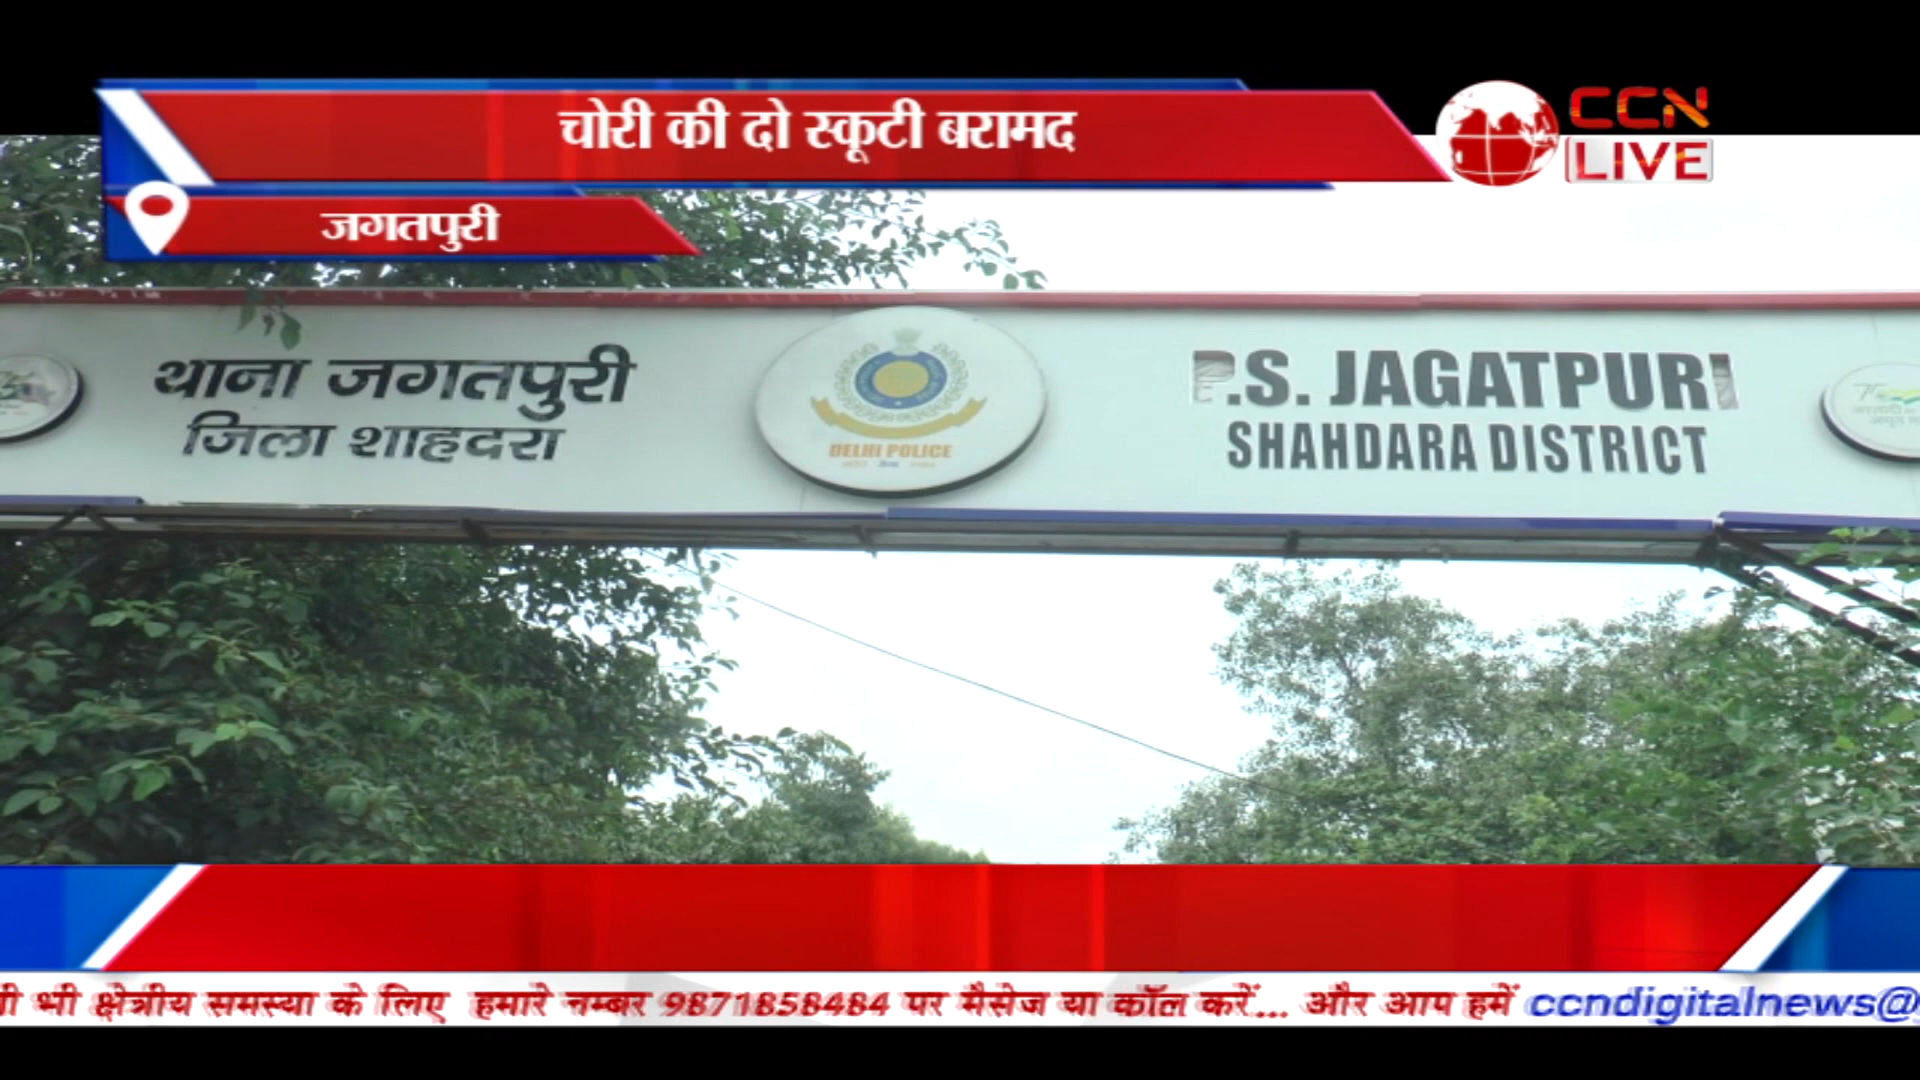 चोरी की दो स्कूटी बरामद
CCN
LIVE
जगतपुरी
थाना जगतपुरी
जिला शाहदरा
DELHI POLICE
P.S. JAGATPURI
SHAHDARA DISTRICT
भी क्षेत्रीय समस्या के लिए हमारे नम्बर 9871858484 पर मैसेज या कॉल करें... और आप हमें ccndigitalnews@